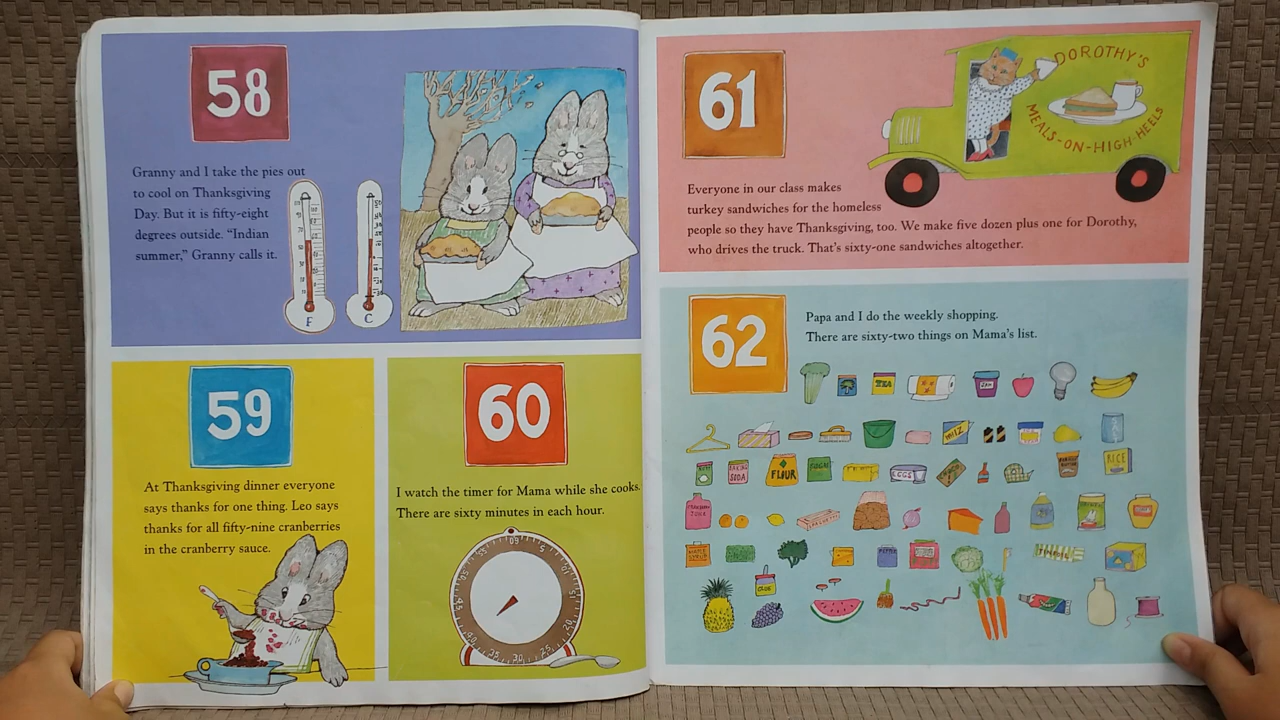 58
Granny and I take the pies out
to cool on Thanksgiving
Day. But it is fifty-eight
degrees outside. “Indian
summer,” Granny calls it.
F
C
59
At Thanksgiving dinner everyone
says thanks for one thing. Leo says
thanks for all fifty-nine cranberries
in the cranberry sauce.
60
I watch the timer for Mama while she cooks.
There are sixty minutes in each hour.
61
DOROTHY'S
MEALS-ON-HIGH-HEELS
Everyone in our class makes
turkey sandwiches for the homeless
people so they have Thanksgiving, too. We make five dozen plus one for Dorothy,
who drives the truck. That’s sixty-one sandwiches altogether.
62
Papa and I do the weekly shopping.
There are sixty-two things on Mama’s list.
TEA
JAM
MILK
SODA
FLOUR
EGGS
RICE
JUICE
MAPLE
SYRUP
GLUE